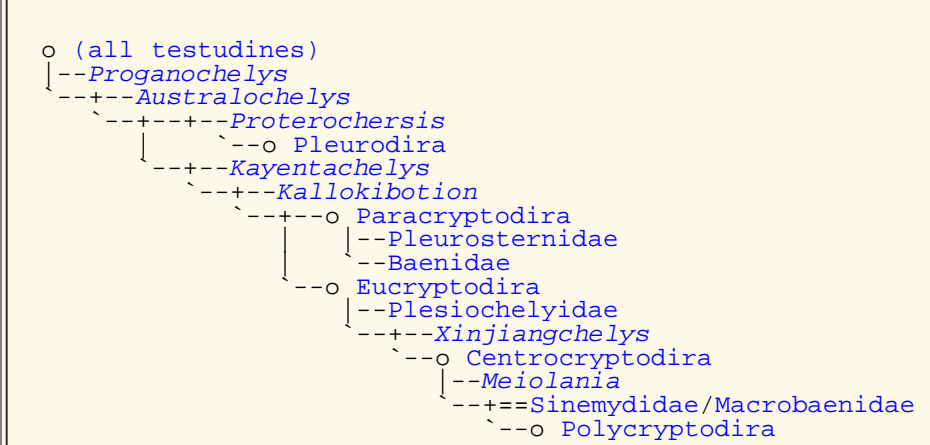 o (all testudines)
|--Proganochelys
`--+--Australochelys
   `--+--+--Proterochersis
      |  `--o Pleurodira
      `--+--Kayentachelys
         `--+--Kallokibotion
            `--+--o Paracryptodira
               |  |--Pleurosternidae
               |  `--Baenidae
               `--o Eucryptodira
                  |--Plesiochelyidae
                  `--+--Xinjiangchelys
                     `--o Centrocryptodira
                        |--Meiolania
                        `--+==Sinemydidae/Macrobaenidae
                           `--o Polycryptodira